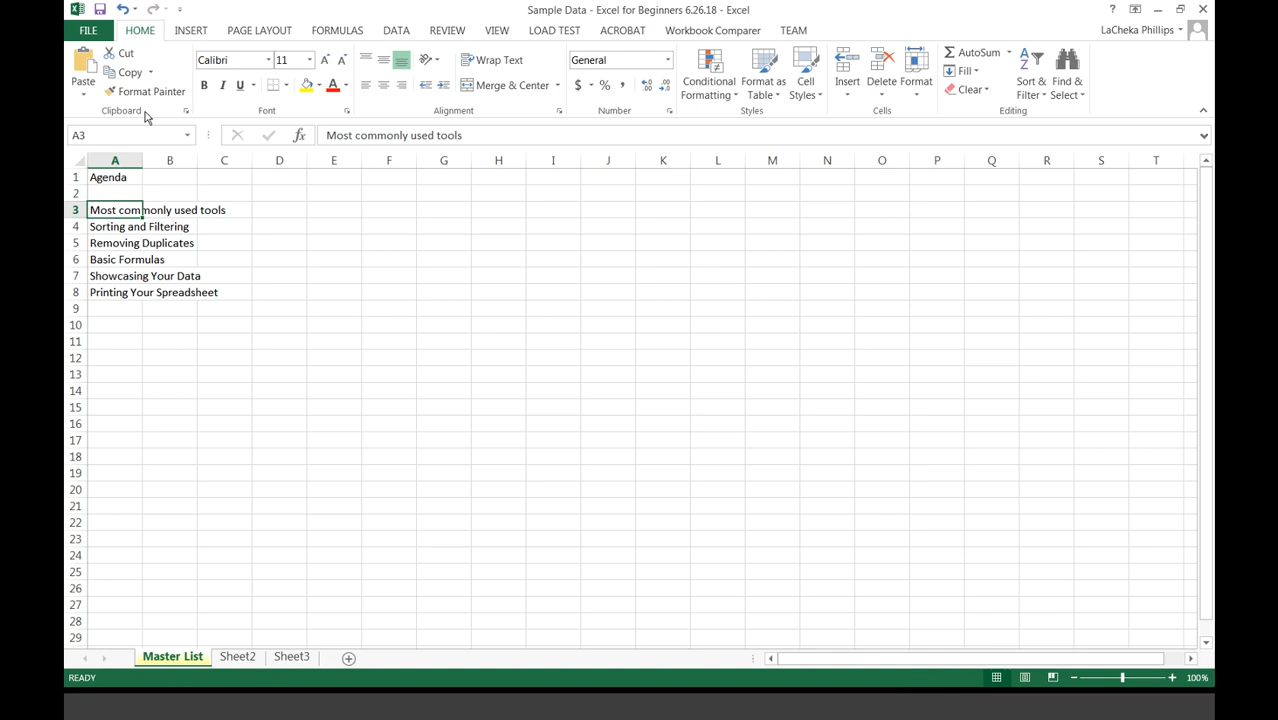 Sample Data - Excel for Beginners 6.26.18 - Excel
FILE HOME INSERT PAGE LAYOUT FORMULAS DATA REVIEW VIEW LOAD TEST ACROBAT Workbook Comparer TEAM LaCheka Phillips
Paste
Cut
Copy
Format Painter
Clipboard
Calibri 11
B I U A
Font
Wrap Text
Merge & Center
Alignment
General
$ % ,
Number
Conditional Formatting
Format as Table
Cell Styles
Styles
Insert
Delete
Format
Cells
AutoSum
Fill
Clear
Sort & Filter
Find & Select
Editing
A3 fx Most commonly used tools
A B C D E F G H I J K L M N O P Q R S T
1 Agenda
2
3 Most commonly used tools
4 Sorting and Filtering
5 Removing Duplicates
6 Basic Formulas
7 Showcasing Your Data
8 Printing Your Spreadsheet
9
10
11
12
13
14
15
16
17
18
19
20
21
22
23
24
25
26
27
28
29
Master List Sheet2 Sheet3
READY 100%